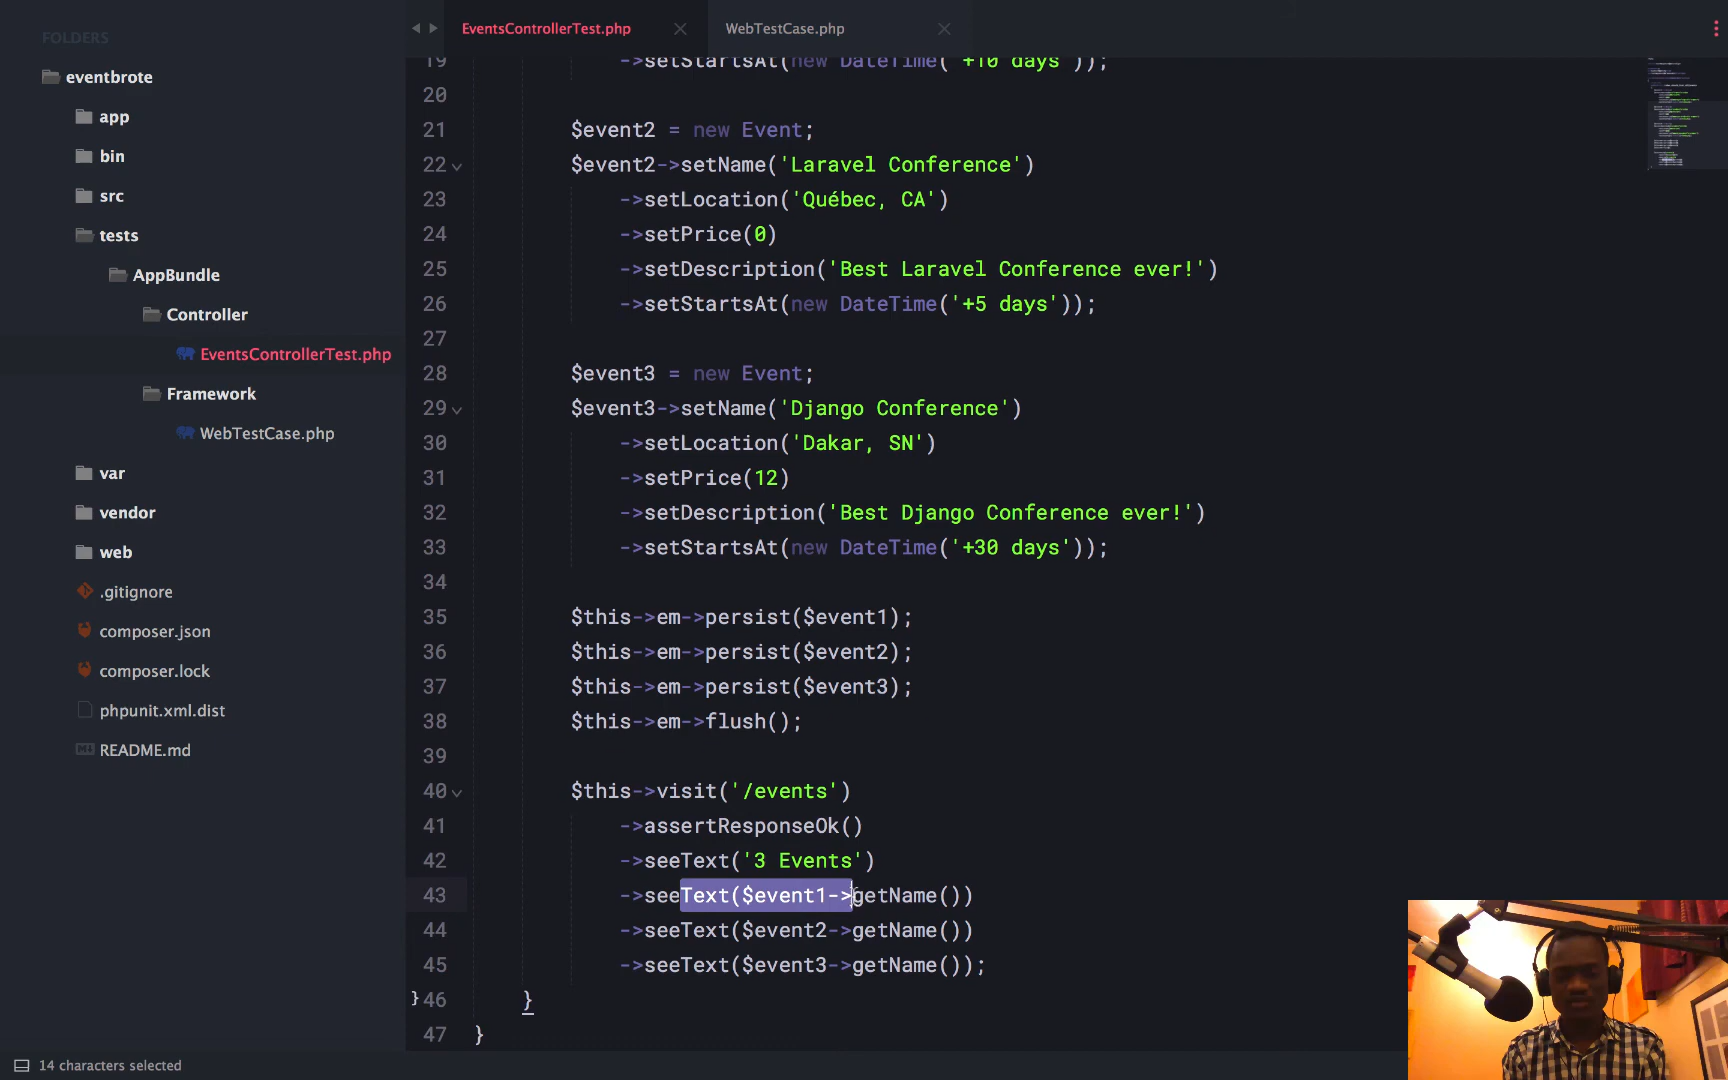 FOLDERS
eventbrote
app
bin
src
tests
AppBundle
Controller
EventsControllerTest.php
Framework
WebTestCase.php
var
vendor
web
.gitignore
composer.json
composer.lock
phpunit.xml.dist
README.md
EventsControllerTest.php
WebTestCase.php
19 ->setStartsAt(new DateTime('+10 days'));
20
21 $event2 = new Event;
22 $event2->setName('Laravel Conference')
23 ->setLocation('Québec, CA')
24 ->setPrice(0)
25 ->setDescription('Best Laravel Conference ever!')
26 ->setStartsAt(new DateTime('+5 days'));
27
28 $event3 = new Event;
29 $event3->setName('Django Conference')
30 ->setLocation('Dakar, SN')
31 ->setPrice(12)
32 ->setDescription('Best Django Conference ever!')
33 ->setStartsAt(new DateTime('+30 days'));
34
35 $this->em->persist($event1);
36 $this->em->persist($event2);
37 $this->em->persist($event3);
38 $this->em->flush();
39
40 $this->visit('/events')
41 ->assertResponseOk()
42 ->seeText('3 Events')
43 ->seeText($event1->getName())
44 ->seeText($event2->getName())
45 ->seeText($event3->getName());
} 46 }
47 }
14 characters selected